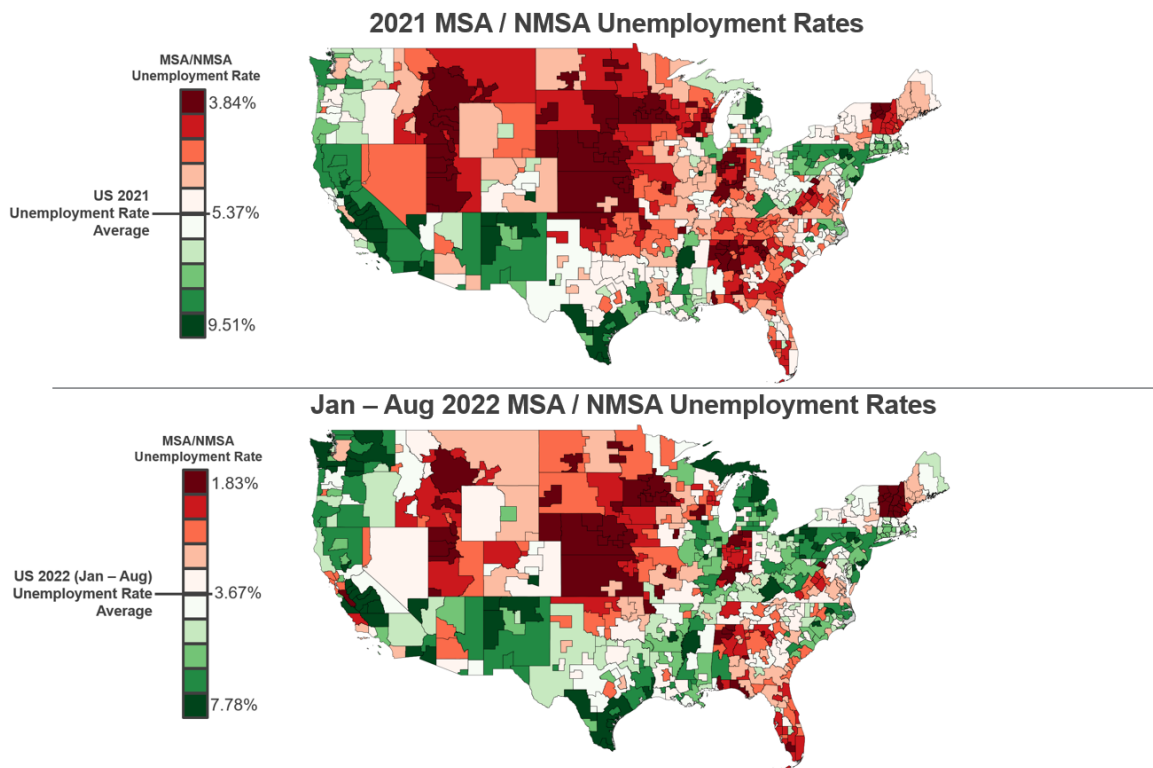 2021 MSA / NMSA Unemployment Rates
MSA/NMSA
Unemployment Rate
3.84%
US 2021
Unemployment Rate
Average
5.37%
9.51%
Jan – Aug 2022 MSA / NMSA Unemployment Rates
MSA/NMSA
Unemployment Rate
1.83%
US 2022 (Jan – Aug)
Unemployment Rate
Average
3.67%
7.78%